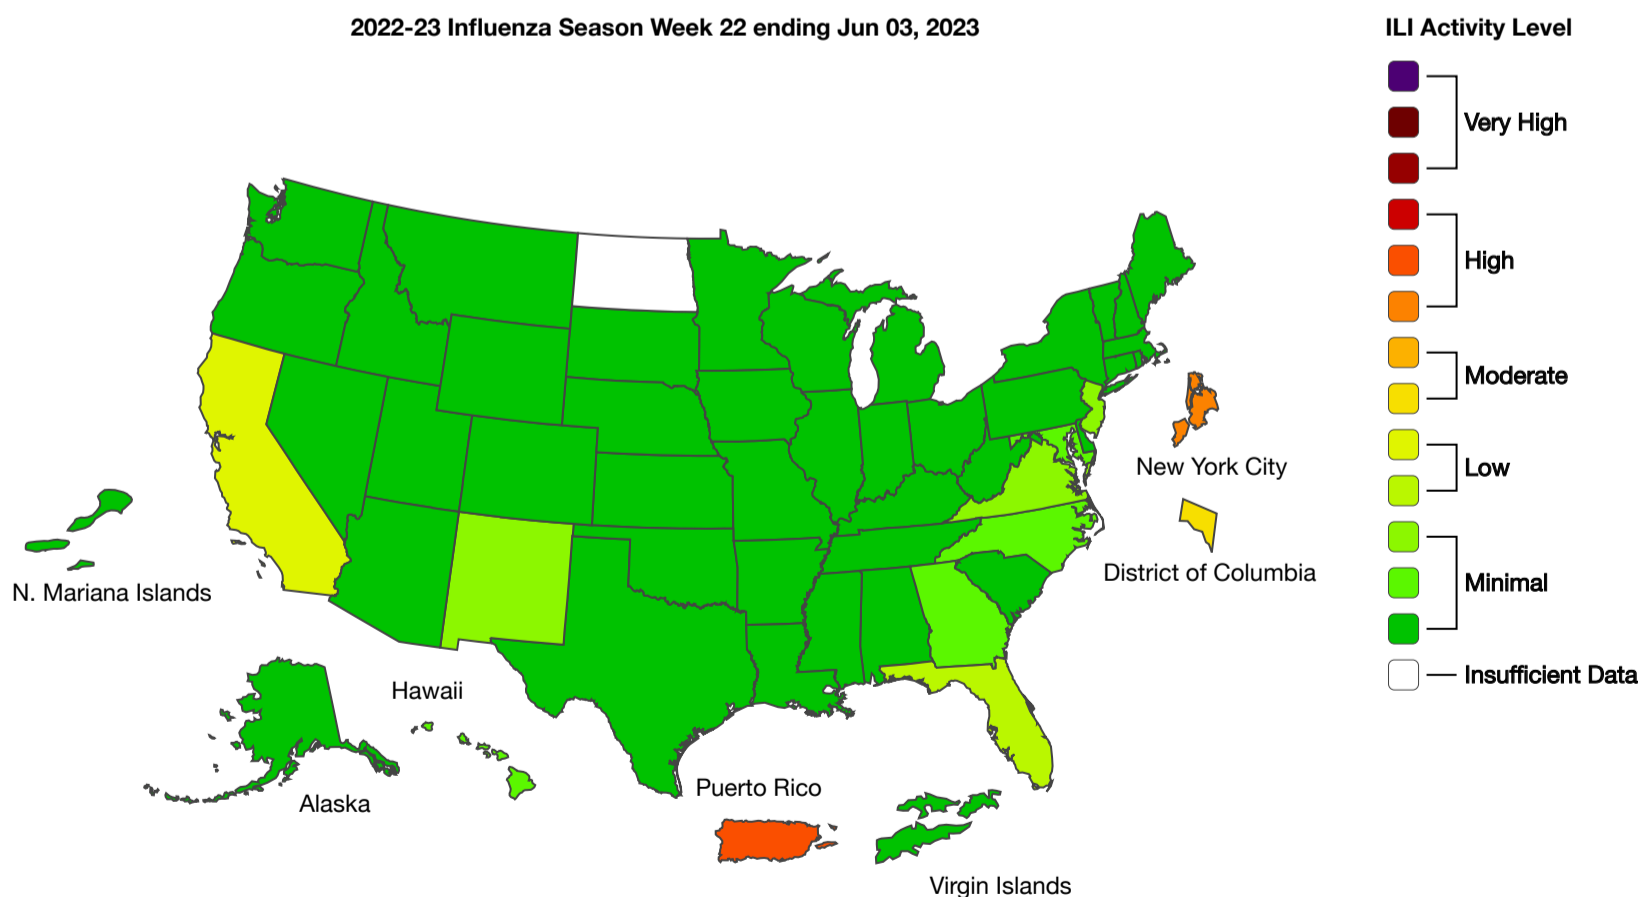 2022-23 Influenza Season Week 22 ending Jun 03, 2023
ILI Activity Level
Very High
High
Moderate
Low
Minimal
Insufficient Data
New York City
District of Columbia
N. Mariana Islands
Hawaii
Alaska
Puerto Rico
Virgin Islands